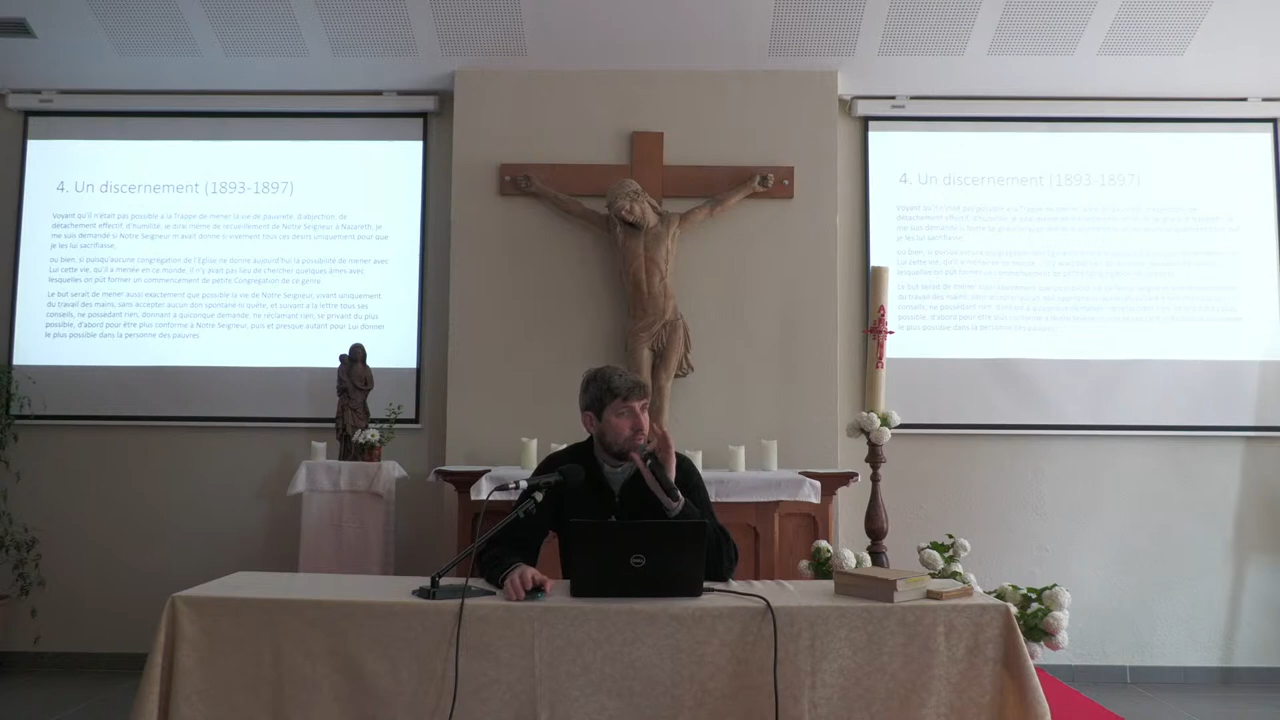 4. Un discernement (1893-1897)
Voyant qu'il n'était pas possible à la Trappe de mener la vie de pauvreté, d'abjection, de
détachement effectif d'humilité, je dirai même de recueillement de Notre Seigneur à Nazareth, je
me suis demandé si Notre Seigneur m'avait donné si vivement tous ces désirs uniquement pour que
je les lui sacrifiasse,
ou bien, si puisqu'aucune congrégation de l'Eglise ne donne aujourd'hui la possibilité de mener avec
Lui cette vie, qu'il a menée en ce monde, il n'y avait pas lieu de chercher quelques âmes avec
lesquelles on pût former un commencement de petite Congrégation de ce genre.
Le but serait de mener aussi exactement que possible la vie de Notre Seigneur, vivant uniquement
du travail des mains, sans accepter aucun don spontané ni quête, et suivant à la lettre tous ses
conseils, ne possédant rien, donnant à quiconque demande, ne réclamant rien, se privant du plus
possible, d'abord pour être plus conforme à Notre Seigneur, puis et presque autant pour Lui donner
le plus possible dans la personne des pauvres
4. Un discernement (1893-1897)
DELL